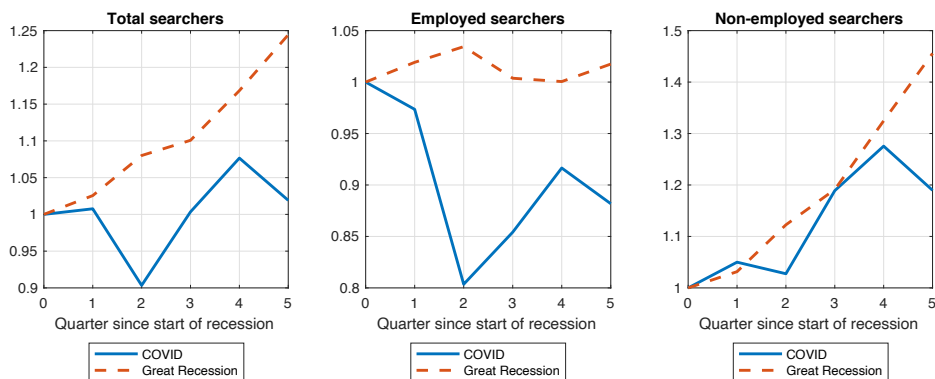 Total searchers
1.25
1.2
1.15
1.1
1.05
1
0.95
0.9
0 1 2 3 4 5
Quarter since start of recession
COVID
Great Recession
Employed searchers
1.05
1
0.95
0.9
0.85
0.8
0 1 2 3 4 5
Quarter since start of recession
COVID
Great Recession
Non-employed searchers
1.5
1.4
1.3
1.2
1.1
1
0 1 2 3 4 5
Quarter since start of recession
COVID
Great Recession